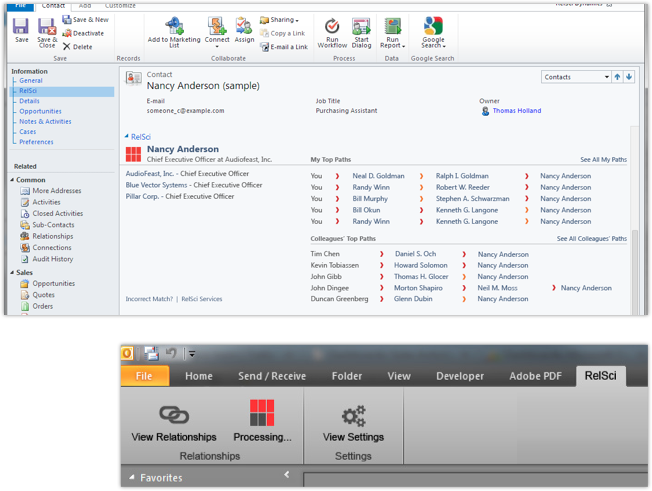 File Contact Add Customize
Save
Save & Close
Save & New
Deactivate
Delete
Add to Marketing List
Connect
Assign
Sharing
Copy a Link
E-mail a Link
Run Workflow
Start Dialog
Run Report
Google Search
Save Records Collaborate Process Data Google Search
Information
General
RelSci
Details
Opportunities
Notes & Activities
Cases
Preferences
Related
Common
More Addresses
Activities
Closed Activities
Sub-Contacts
Relationships
Connections
Audit History
Sales
Opportunities
Quotes
Orders
Contact
Nancy Anderson (sample)
Contacts
E-mail Job Title Owner
someone_c@example.com Purchasing Assistant Thomas Holland
RelSci
Nancy Anderson
Chief Executive Officer at Audiofeast, Inc.
AudioFeast, Inc. - Chief Executive Officer
Blue Vector Systems - Chief Executive Officer
Pillar Corp. - Chief Executive Officer
Incorrect Match? | RelSci Services
My Top Paths See All My Paths
You Neal D. Goldman Ralph I. Goldman Nancy Anderson
You Randy Winn Robert W. Reeder Nancy Anderson
You Bill Murphy Stephen A. Schwarzman Nancy Anderson
You Bill Okun Kenneth G. Langone Nancy Anderson
You Randy Winn Kenneth G. Langone Nancy Anderson
Colleagues' Top Paths See All Colleagues' Paths
Tim Chen Daniel S. Och Nancy Anderson
Kevin Tobiassen Howard Solomon Nancy Anderson
John Gibb Thomas H. Glocer Nancy Anderson
John Dingee Morton Shapiro Neil M. Moss Nancy Anderson
Duncan Greenberg Glenn Dubin Nancy Anderson
File Home Send / Receive Folder View Developer Adobe PDF RelSci
View Relationships Processing... View Settings
Relationships Settings
Favorites